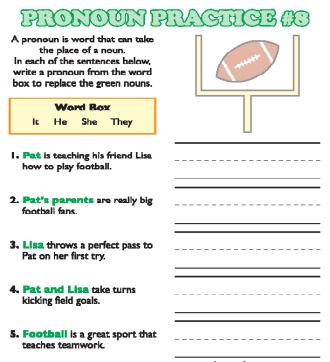 PRONOUN PRACTICE #8
A pronoun is word that can take
the place of a noun.
In each of the sentences below,
write a pronoun from the word
box to replace the green nouns.
Word Box
It He She They
1. Pat is teaching his friend Lisa
how to play football.
2. Pat's parents are really big
football fans.
3. Lisa throws a perfect pass to
Pat on her first try.
4. Pat and Lisa take turns
kicking field goals.
5. Football is a great sport that
teaches teamwork.